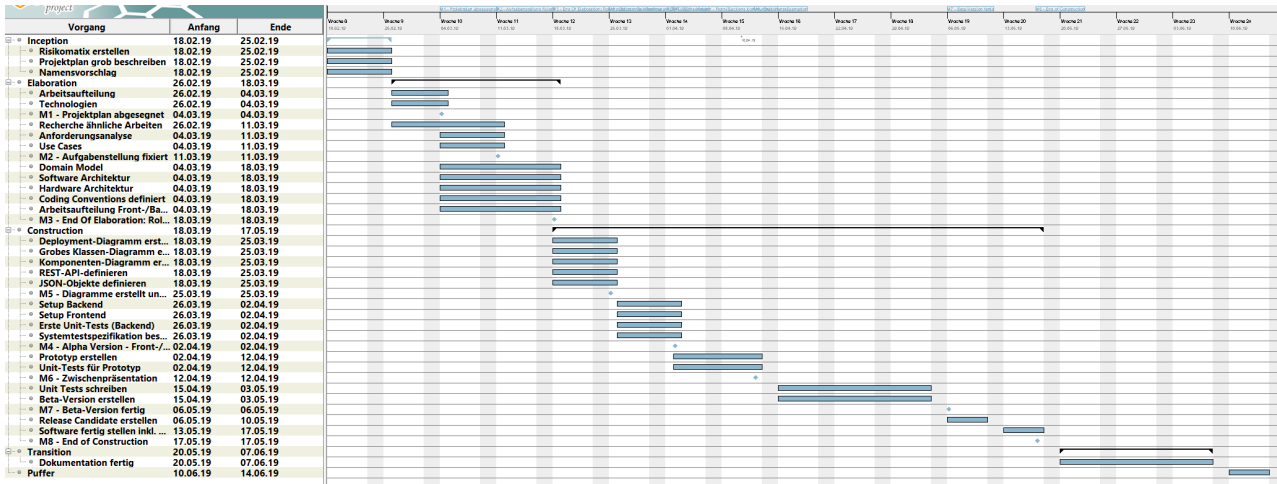 project
Vorgang Anfang Ende
Woche 8 Woche 9 Woche 10 Woche 11 Woche 12 Woche 13 Woche 14 Woche 15 Woche 16 Woche 17 Woche 18 Woche 19 Woche 20 Woche 21 Woche 22 Woche 23 Woche 24
Inception 18.02.19 25.02.19
Risikomatix erstellen 18.02.19 25.02.19
Projektplan grob beschreiben 18.02.19 25.02.19
Namensvorschlag 18.02.19 25.02.19
Elaboration 26.02.19 18.03.19
Arbeitsaufteilung 26.02.19 04.03.19
Technologien 26.02.19 04.03.19
M1 - Projektplan abgesegnet 04.03.19 04.03.19
Recherche ähnliche Arbeiten 26.02.19 11.03.19
Anforderungsanalyse 04.03.19 11.03.19
Use Cases 04.03.19 11.03.19
M2 - Aufgabenstellung fixiert 11.03.19 11.03.19
Domain Model 04.03.19 18.03.19
Software Architektur 04.03.19 18.03.19
Hardware Architektur 04.03.19 18.03.19
Coding Conventions definiert 04.03.19 18.03.19
Arbeitsaufteilung Front-/Ba... 04.03.19 18.03.19
M3 - End Of Elaboration: Rol... 18.03.19 18.03.19
Construction 18.03.19 17.05.19
Deployment-Diagramm erst... 18.03.19 25.03.19
Grobes Klassen-Diagramm e... 18.03.19 25.03.19
Komponenten-Diagramm er... 18.03.19 25.03.19
REST-API-definieren 18.03.19 25.03.19
JSON-Objekte definieren 18.03.19 25.03.19
M5 - Diagramme erstellt un... 25.03.19 25.03.19
Setup Backend 26.03.19 02.04.19
Setup Frontend 26.03.19 02.04.19
Erste Unit-Tests (Backend) 26.03.19 02.04.19
Systemtestspezifikation bes... 26.03.19 02.04.19
M4 - Alpha Version - Front-/... 02.04.19 02.04.19
Prototyp erstellen 02.04.19 12.04.19
Unit-Tests für Prototyp 02.04.19 12.04.19
M6 - Zwischenpräsentation 12.04.19 12.04.19
Unit Tests schreiben 15.04.19 03.05.19
Beta-Version erstellen 15.04.19 03.05.19
M7 - Beta-Version fertig 06.05.19 06.05.19
Release Candidate erstellen 06.05.19 10.05.19
Software fertig stellen inkl. ... 13.05.19 17.05.19
M8 - End of Construction 17.05.19 17.05.19
Transition 20.05.19 07.06.19
Dokumentation fertig 20.05.19 07.06.19
Puffer 10.06.19 14.06.19